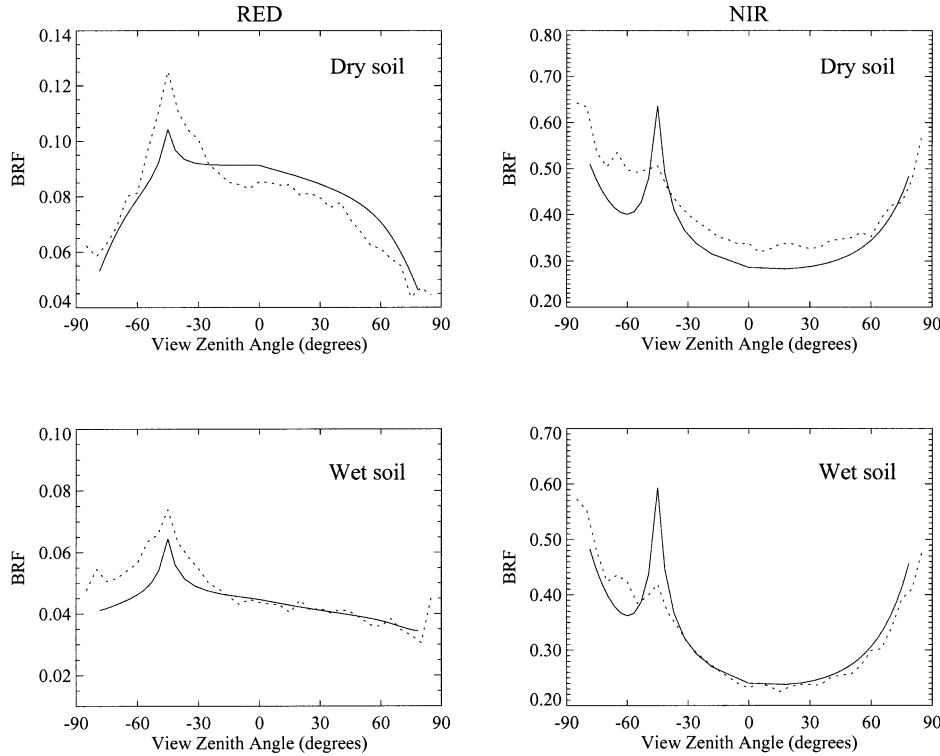 RED
0.14
0.12
0.10
0.08
0.06
0.04
BRF
Dry soil
-90 -60 -30 0 30 60 90
View Zenith Angle (degrees)
NIR
0.80
0.70
0.60
0.50
0.40
0.30
0.20
BRF
Dry soil
-90 -60 -30 0 30 60 90
View Zenith Angle (degrees)
0.10
0.08
0.06
0.04
0.02
BRF
Wet soil
-90 -60 -30 0 30 60 90
View Zenith Angle (degrees)
0.70
0.60
0.50
0.40
0.30
0.20
BRF
Wet soil
-90 -60 -30 0 30 60 90
View Zenith Angle (degrees)